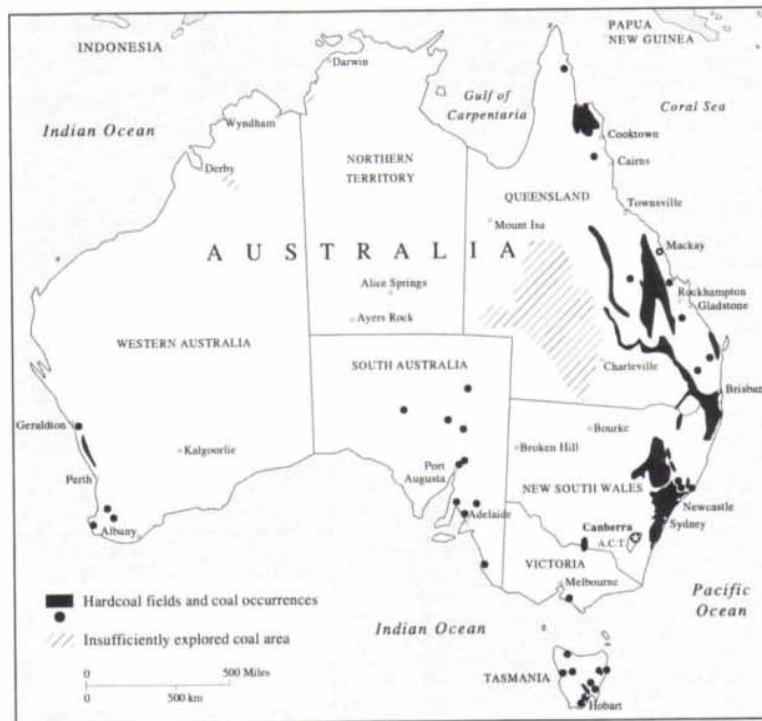 INDONESIA
PAPUA
NEW GUINEA
Darwin
Gulf of
Carpentaria
Coral Sea
Indian Ocean
Wyndham
Cooktown
Cairns
Derby
NORTHERN
TERRITORY
QUEENSLAND
Townsville
Mount Isa
Mackay
AUSTRALIA
Alice Springs
Rockhampton
Gladstone
Ayers Rock
WESTERN AUSTRALIA
SOUTH AUSTRALIA
Charleville
Brisban
Geraldton
Bourke
Kalgoorlie
Broken Hill
Port
Augusta
Perth
NEW SOUTH WALES
Newcastle
Adelaide
Sydney
Albany
Canberra
A.C.T.
VICTORIA
Melbourne
Pacific
Ocean
Hardcoal fields and coal occurrences
Insufficiently explored coal area
Indian Ocean
0 500 Miles
0 500 km
TASMANIA
Hobart